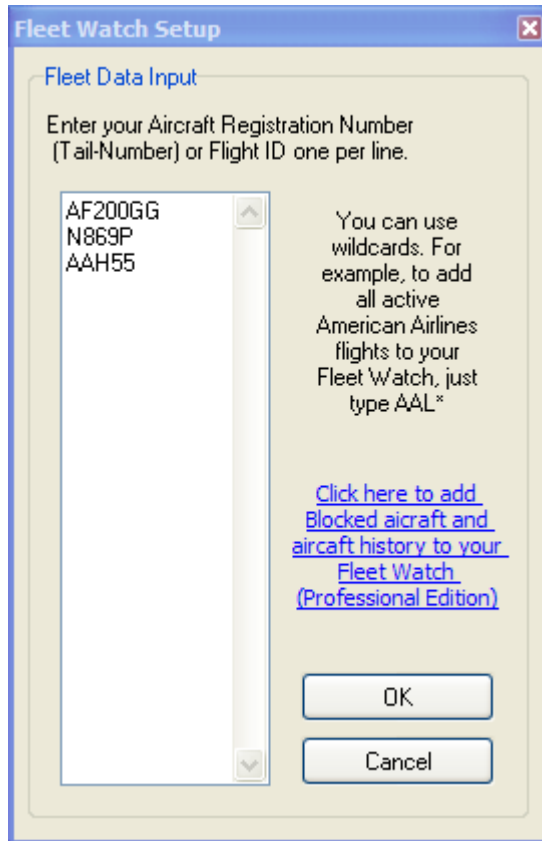 Fleet Watch Setup
Fleet Data Input
Enter your Aircraft Registration Number
(Tail-Number) or Flight ID one per line.
AF200GG
N869P
AAH55
You can use
wildcards. For
example, to add
all active
American Airlines
flights to your
Fleet Watch, just
type AAL*
Click here to add
Blocked aicraft and
aircaft history to your
Fleet Watch
(Professional Edition)
OK
Cancel